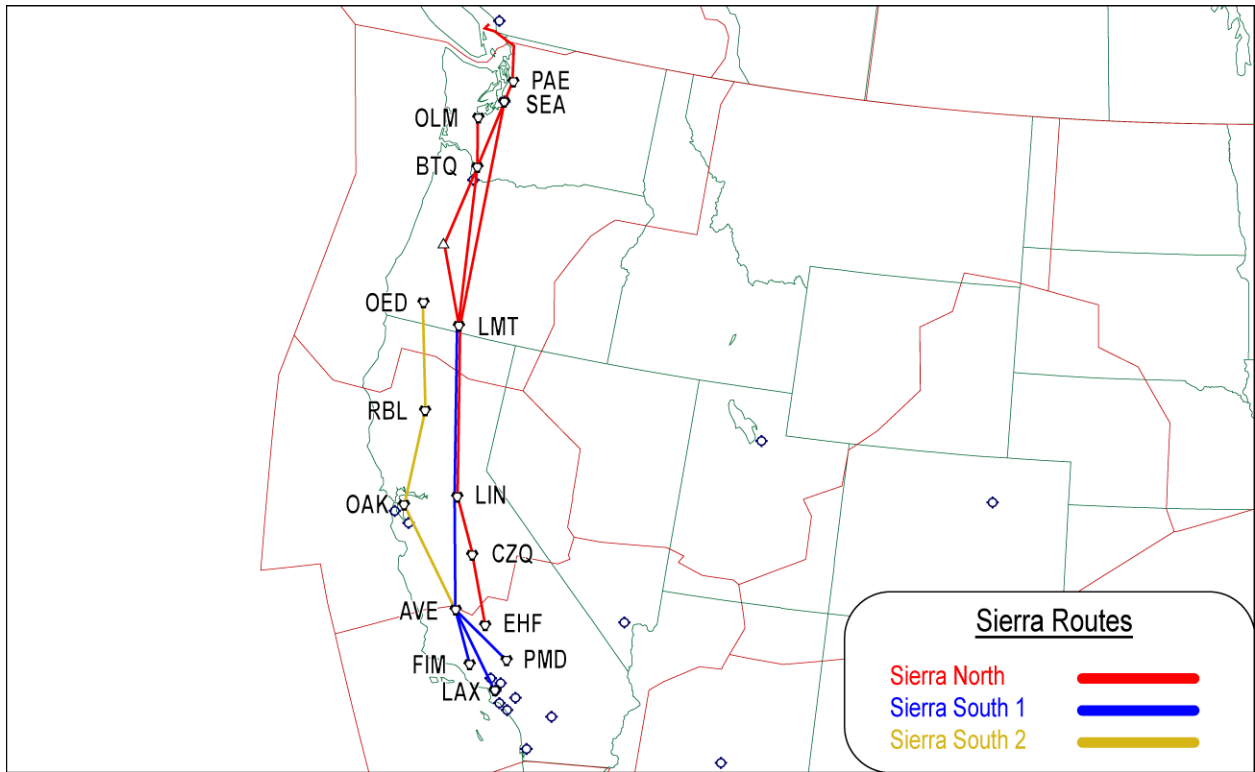 PAE
SEA
OLM
BTQ
OED
LMT
RBL
LIN
OAK
CZQ
AVE
EHF
FIM
PMD
LAX
Sierra Routes
Sierra North
Sierra South 1
Sierra South 2